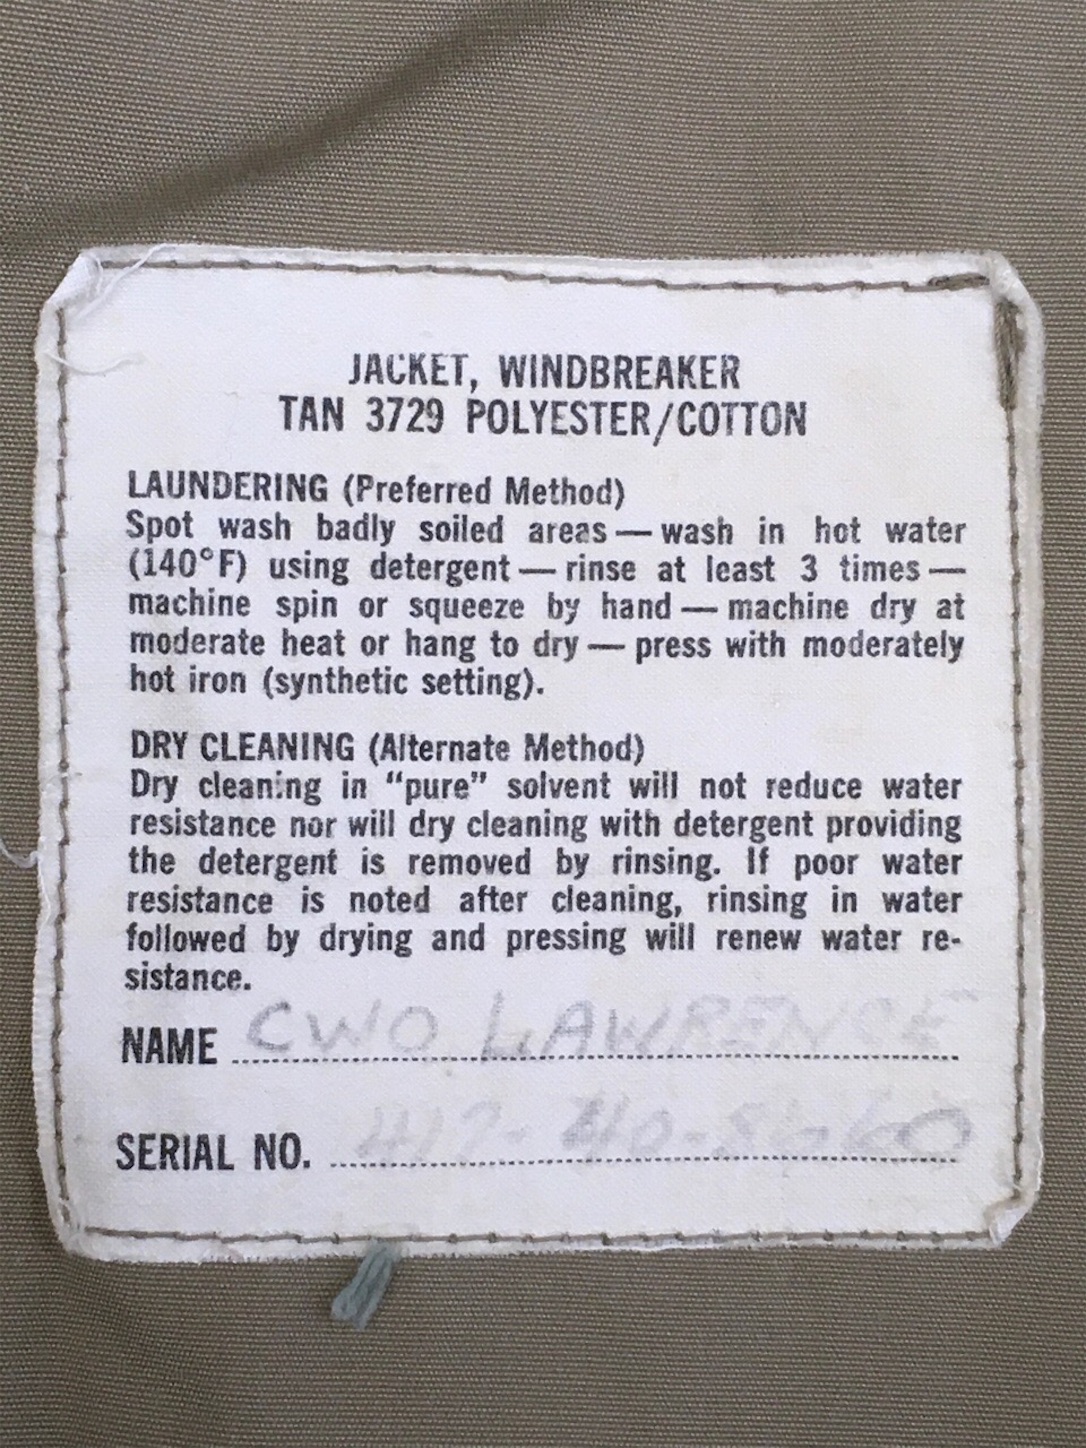 JACKET, WINDBREAKER
TAN 3729 POLYESTER/COTTON
LAUNDERING (Preferred Method)
Spot wash badly soiled areas — wash in hot water
(140°F) using detergent — rinse at least 3 times —
machine spin or squeeze by hand — machine dry at
moderate heat or hang to dry — press with moderately
hot iron (synthetic setting).
DRY CLEANING (Alternate Method)
Dry cleaning in “pure” solvent will not reduce water
resistance nor will dry cleaning with detergent providing
the detergent is removed by rinsing. If poor water
resistance is noted after cleaning, rinsing in water
followed by drying and pressing will renew water re-
sistance.
NAME CWO LAWRENCE
SERIAL NO.